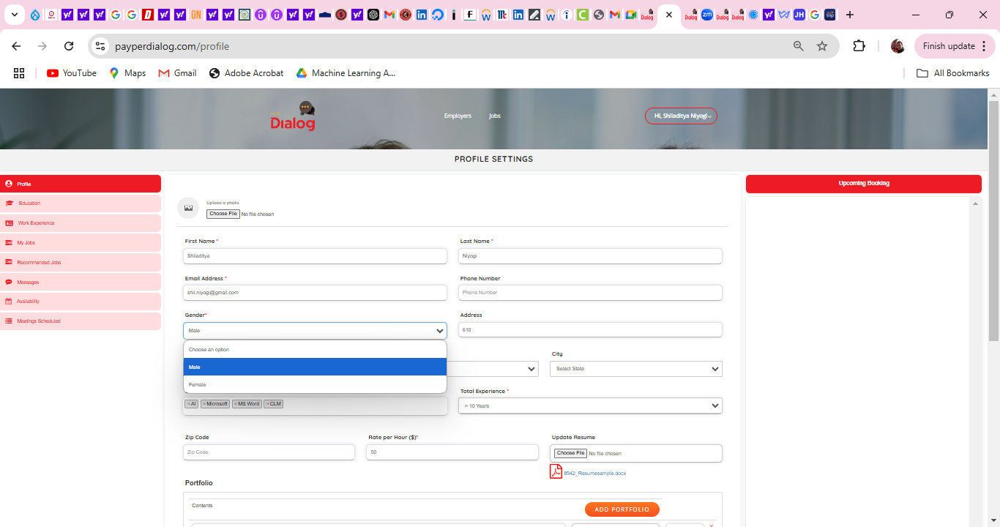 payperdialog.com/profile
Finish update
YouTube
Maps
Gmail
Adobe Acrobat
Machine Learning A...
All Bookmarks
Dialog
Employers
Jobs
Hi, Shiladitya Niyogi
PROFILE SETTINGS
Profile
Education
Work Experience
My Jobs
Recommended Jobs
Messages
Availability
Meetings Scheduled
Upload a photo
Choose File No file chosen
First Name *
Last Name *
Shiladitya
Niyogi
Email Address *
Phone Number
shil.niyogi@gmail.com
Phone Number
Gender*
Address
Male
610
Choose an option
Male
Female
City
Select State
×AI ×Microsoft ×MS Word ×CLM
Total Experience *
> 10 Years
Zip Code
Rate per Hour ($)*
Update Resume
Zip Code
50
Choose File No file chosen
8942_Resumesample.docx
Portfolio
Contents
ADD PORTFOLIO
Upcoming Booking